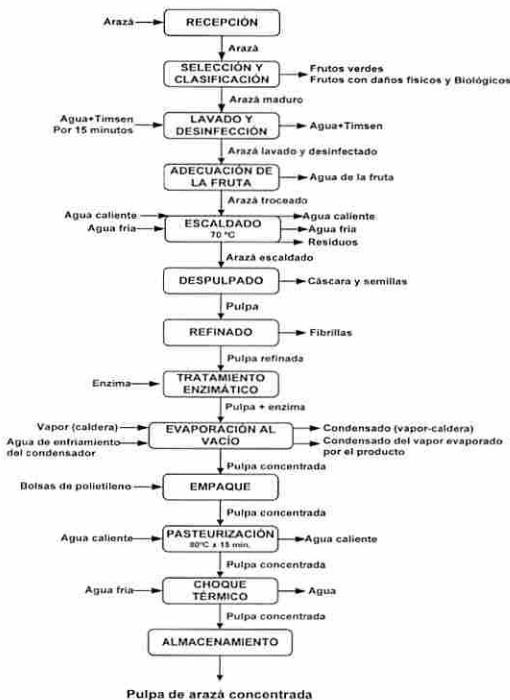 Arazá
RECEPCIÓN
Arazá
SELECCIÓN Y
CLASIFICACIÓN
Frutos verdes
Frutos con daños físicos y Biológicos
Arazá maduro
Agua+Timsen
Por 15 minutos
LAVADO Y
DESINFECCIÓN
Agua+Timsen
Arazá lavado y desinfectado
ADECUACIÓN DE
LA FRUTA
Agua de la fruta
Arazá troceado
Agua caliente
Agua fria
ESCALDADO
70 ºC
Agua caliente
Agua fria
Residuos
Arazá escaldado
DESPULPADO
Cáscara y semillas
Pulpa
REFINADO
Fibrillas
Pulpa refinada
Enzima
TRATAMIENTO
ENZIMÁTICO
Pulpa + enzima
Vapor (caldera)
Agua de enfriamiento
del condensador
EVAPORACIÓN AL
VACÍO
Condensado (vapor-caldera)
Condensado del vapor evaporado
por el producto
Pulpa concentrada
Bolsas de polietileno
EMPAQUE
Pulpa concentrada
Agua caliente
PASTEURIZACIÓN
80ºC x 15 min.
Agua caliente
Pulpa concentrada
Agua fria
CHOQUE
TÉRMICO
Agua
Pulpa concentrada
ALMACENAMIENTO
Pulpa de arazá concentrada